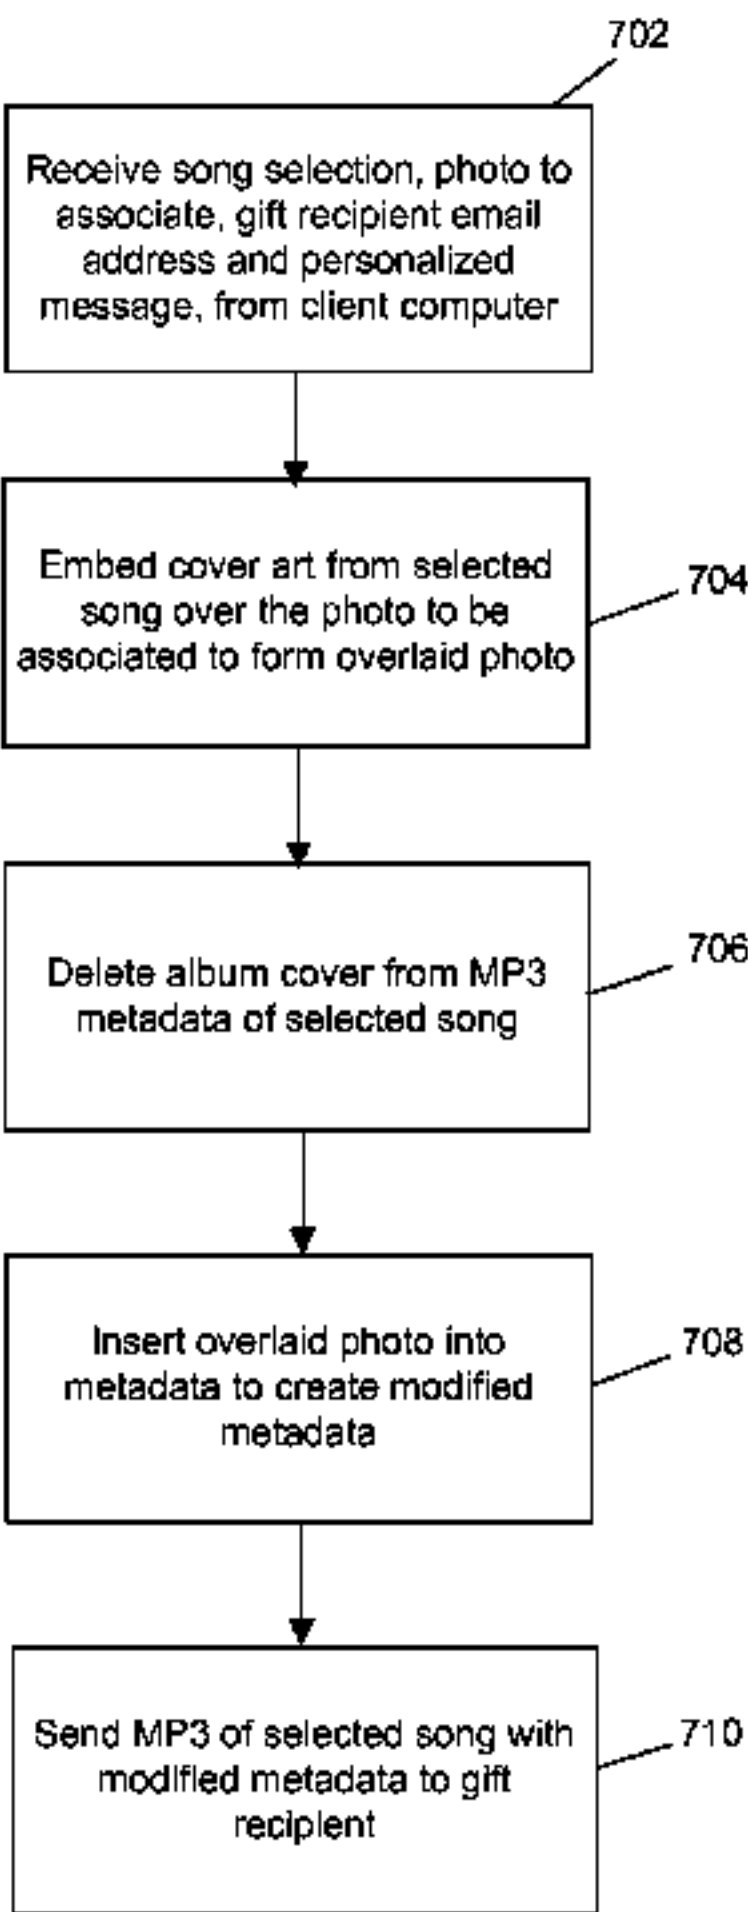 702
Receive song selection, photo to
associate, gift recipient email
address and personalized
message, from client computer
Embed cover art from selected
song over the photo to be
associated to form overlaid photo
704
Delete album cover from MP3
metadata of selected song
706
Insert overlaid photo into
metadata to create modified
metadata
708
Send MP3 of selected song with
modified metadata to gift
recipient
710